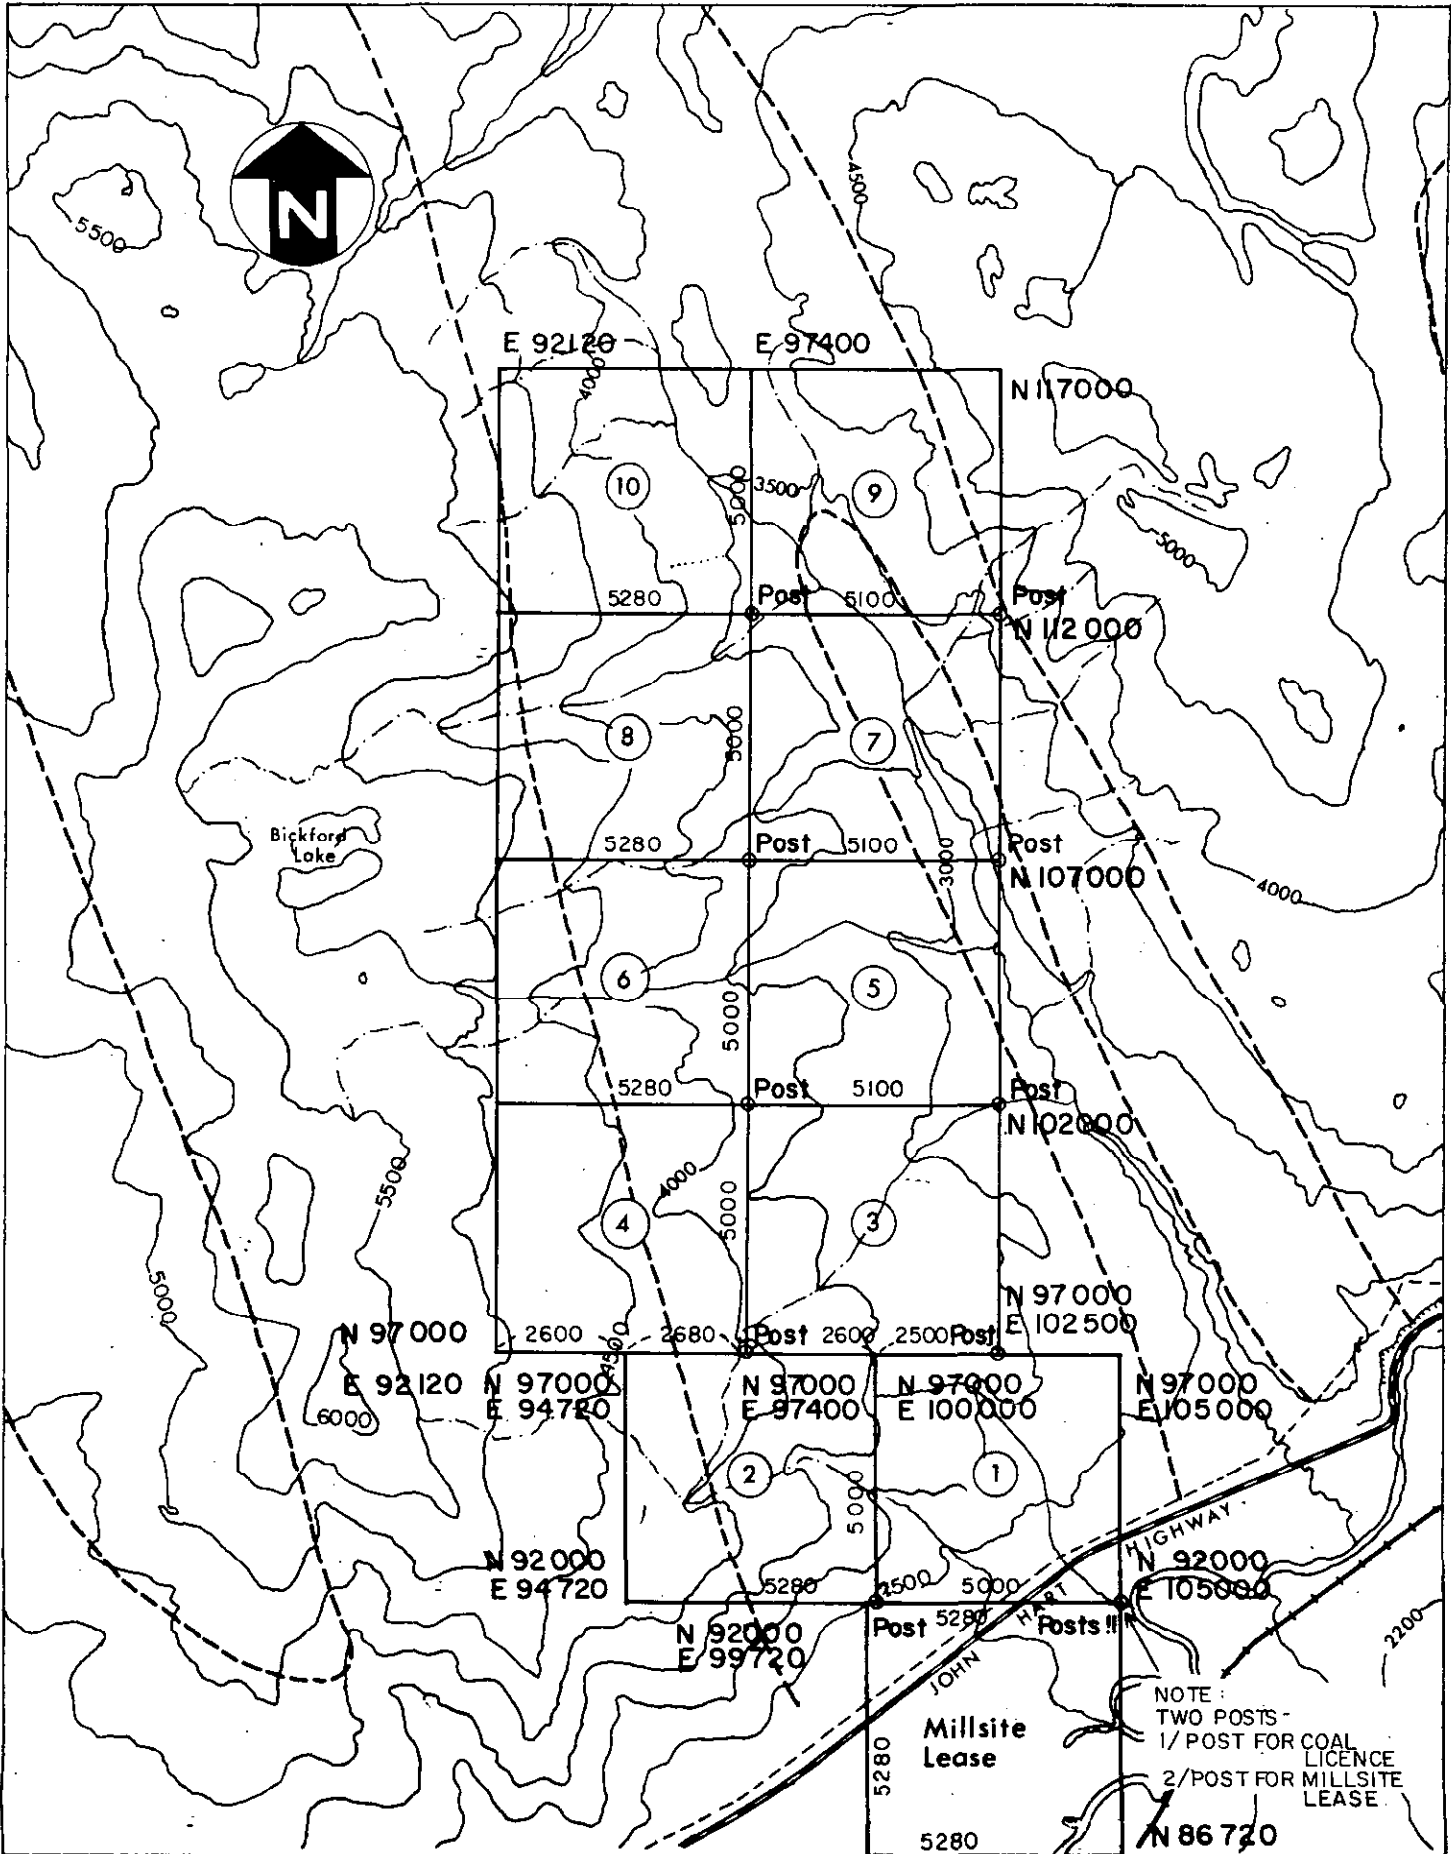 4500
5500
N
E 92120
E 97400
4000
N 117000
10
5000
3500
9
5000
5280
Post
5100
Post
N 112000
8
5000
7
Bickford
Lake
5280
Post
5100
3000
Post
N 107000
4000
6
5
5000
5280
Post
5100
Post
N 102000
5500
4000
4
5000
3
5000
N 97000
2600
4500
2680
Post
2600
2500
Post
N 97000
E 102500
E 92120
N 97000
E 94720
N 97000
E 97400
N 97000
E 100000
N 97000
E 105000
6000
2
1
5000
JOHN HART HIGHWAY
N 92000
E 94720
5280
2500
5000
N 92000
E 105000
N 92000
E 99720
Post
5280
Posts !!
2200
NOTE :
TWO POSTS -
1/ POST FOR COAL
LICENCE
2/POST FOR MILLSITE
LEASE
Millsite
Lease
5280
5280
N 86720